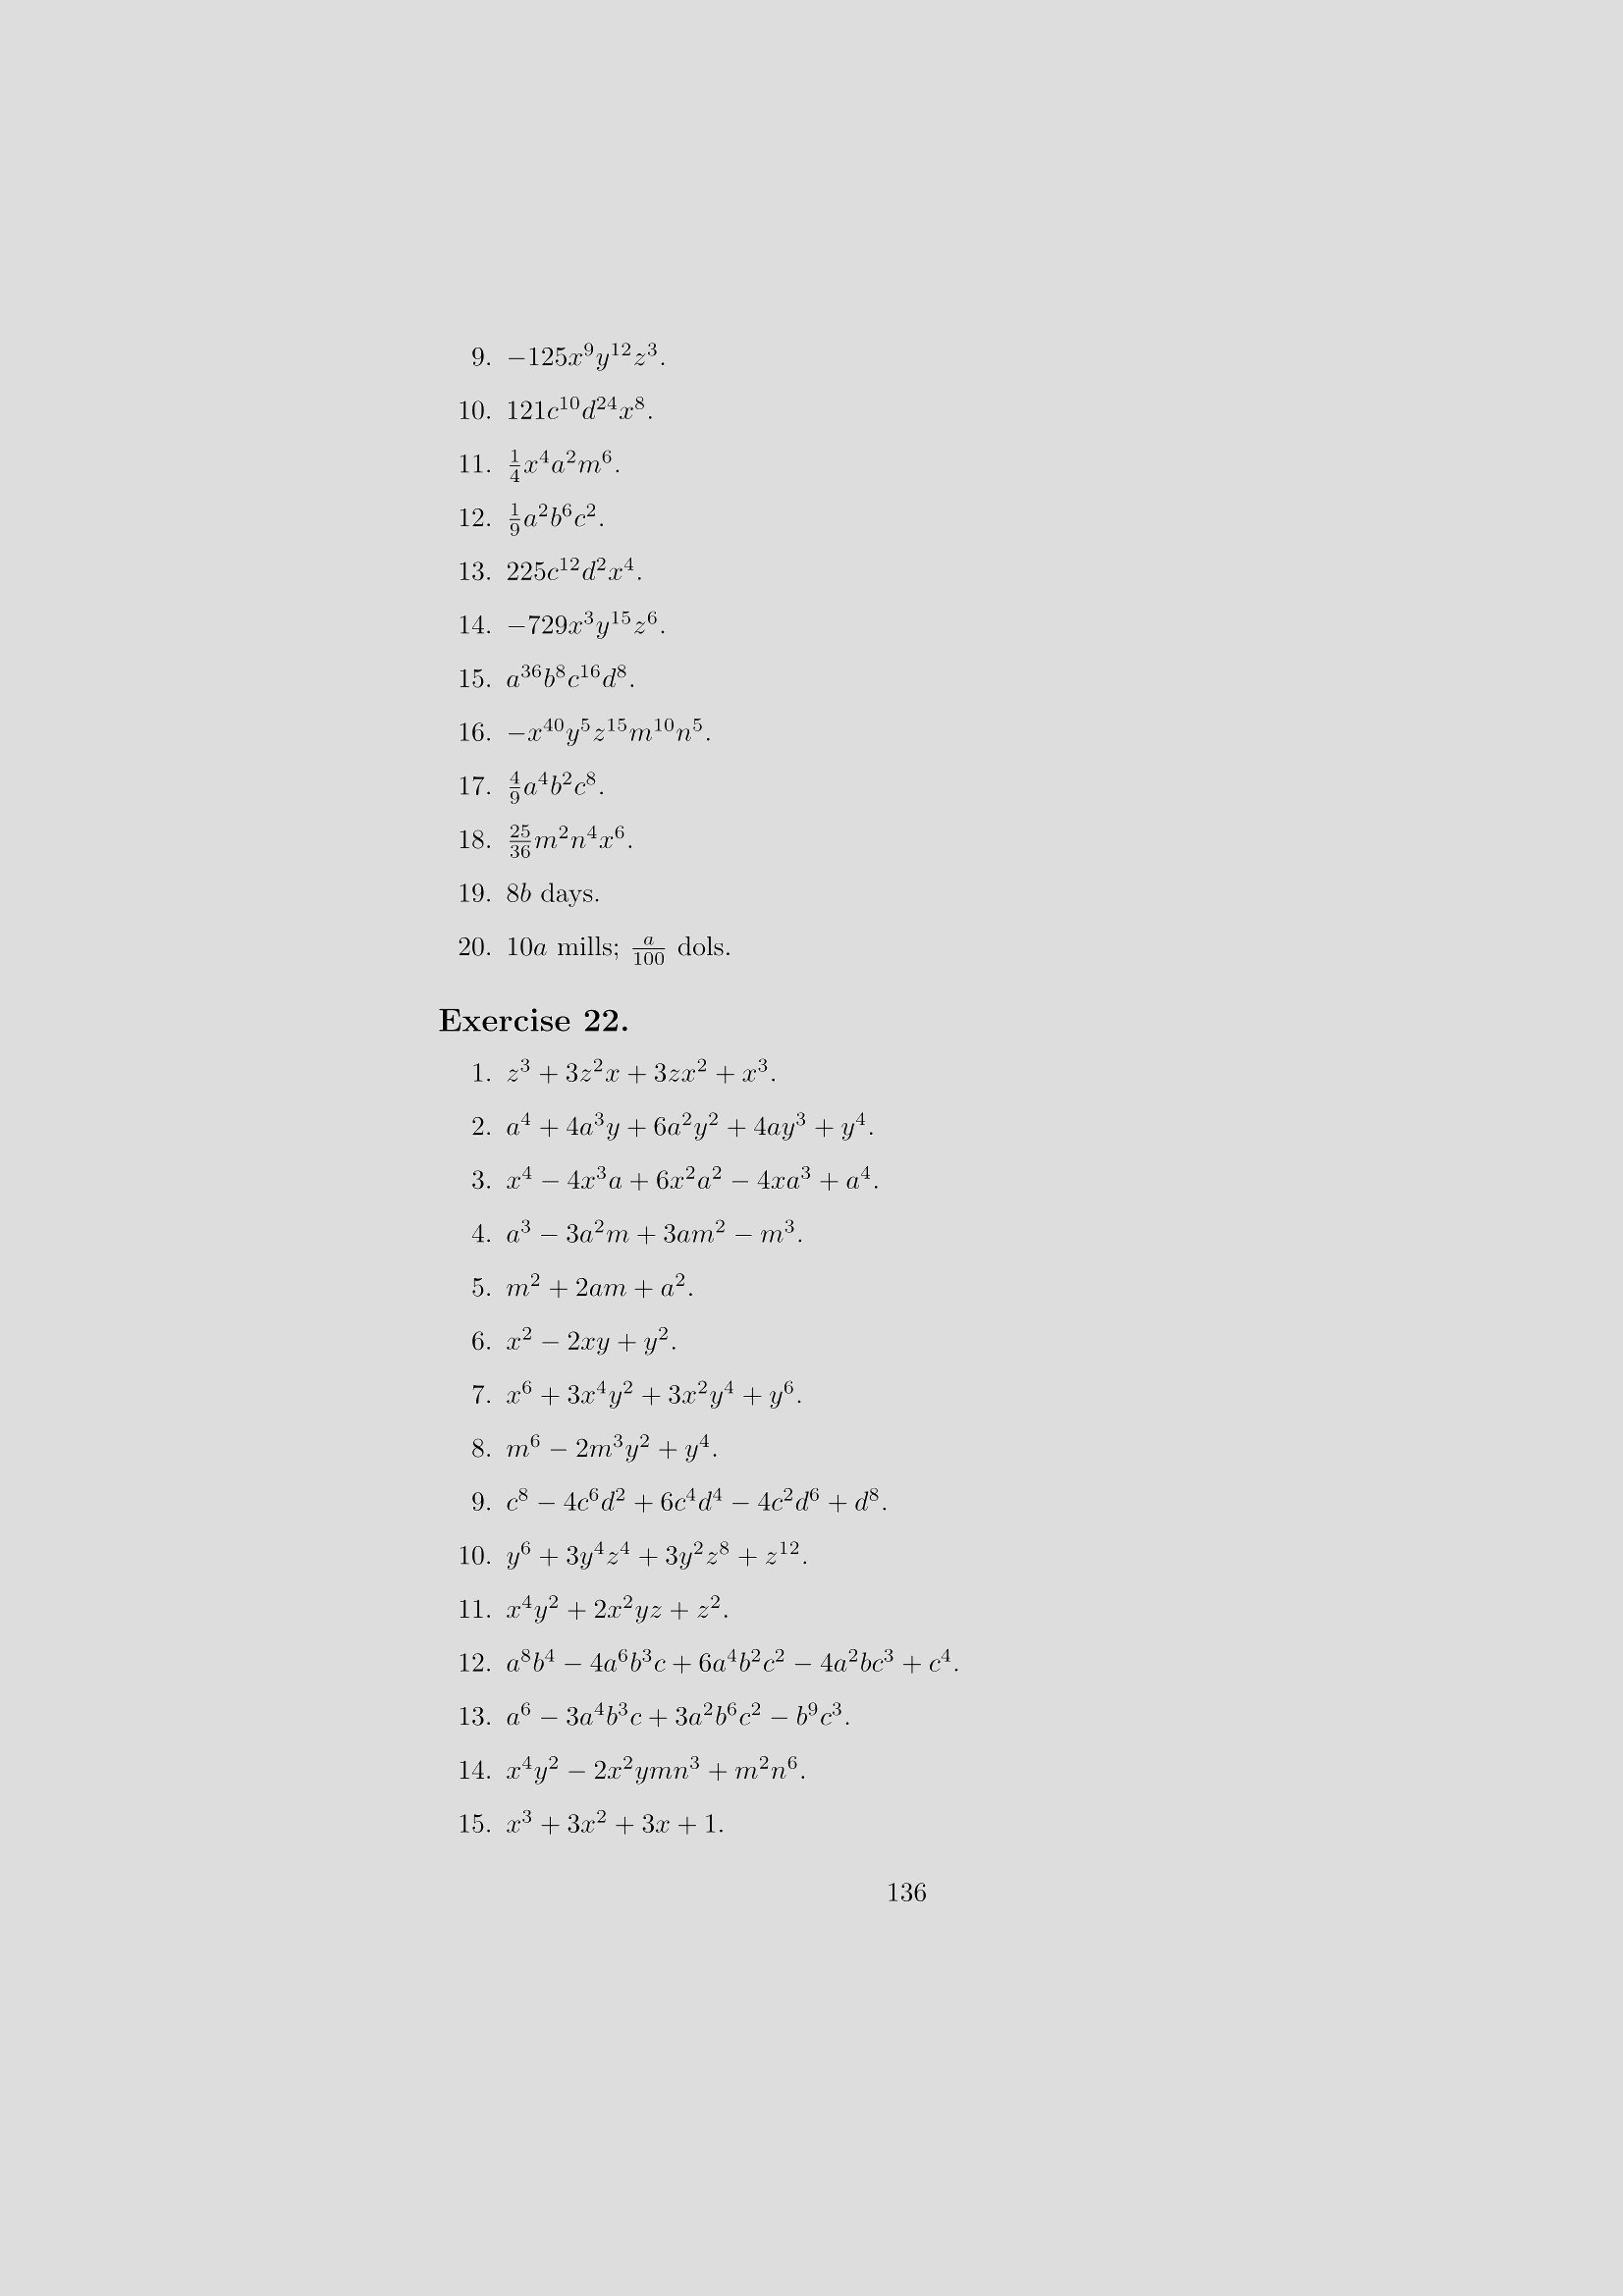 9. $-125x^9y^{12}z^3$.
10. $121c^{10}d^{24}x^8$.
11. $\frac{1}{4}x^4a^2m^6$.
12. $\frac{1}{9}a^2b^6c^2$.
13. $225c^{12}d^2x^4$.
14. $-729x^3y^{15}z^6$.
15. $a^{36}b^8c^{16}d^8$.
16. $-x^{40}y^5z^{15}m^{10}n^5$.
17. $\frac{4}{9}a^4b^2c^8$.
18. $\frac{25}{36}m^2n^4x^6$.
19. $8b$ days.
20. $10a$ mills; $\frac{a}{100}$ dols.
Exercise 22.
1. $z^3 + 3z^2x + 3zx^2 + x^3$.
2. $a^4 + 4a^3y + 6a^2y^2 + 4ay^3 + y^4$.
3. $x^4 - 4x^3a + 6x^2a^2 - 4xa^3 + a^4$.
4. $a^3 - 3a^2m + 3am^2 - m^3$.
5. $m^2 + 2am + a^2$.
6. $x^2 - 2xy + y^2$.
7. $x^6 + 3x^4y^2 + 3x^2y^4 + y^6$.
8. $m^6 - 2m^3y^2 + y^4$.
9. $c^8 - 4c^6d^2 + 6c^4d^4 - 4c^2d^6 + d^8$.
10. $y^6 + 3y^4z^4 + 3y^2z^8 + z^{12}$.
11. $x^4y^2 + 2x^2yz + z^2$.
12. $a^8b^4 - 4a^6b^3c + 6a^4b^2c^2 - 4a^2bc^3 + c^4$.
13. $a^6 - 3a^4b^3c + 3a^2b^6c^2 - b^9c^3$.
14. $x^4y^2 - 2x^2ymn^3 + m^2n^6$.
15. $x^3 + 3x^2 + 3x + 1$.
136